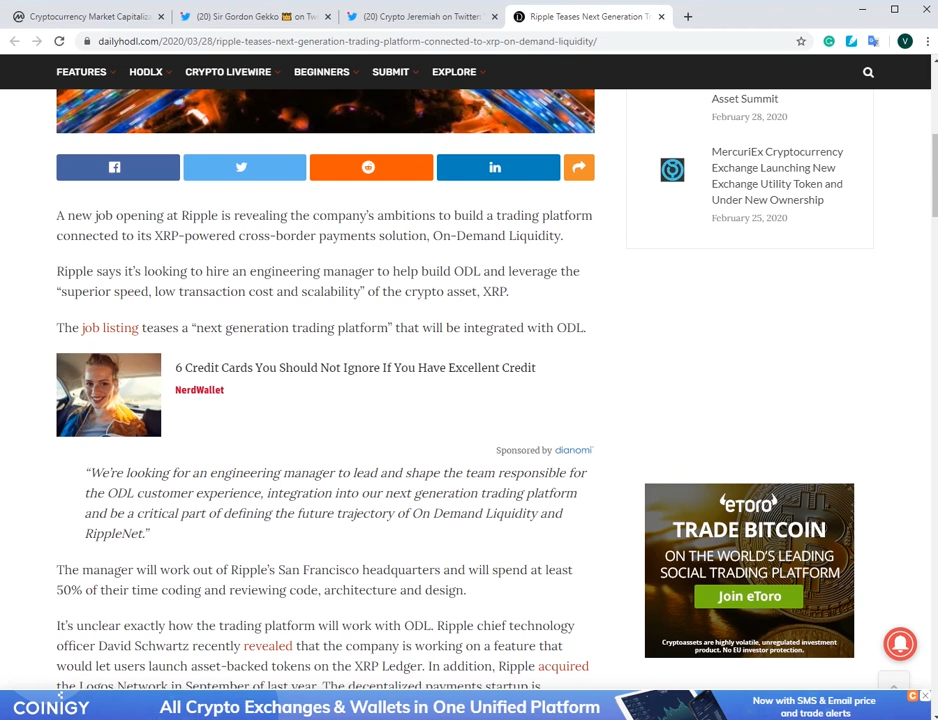 Cryptocurrency Market Capitaliz
(20) Sir Gordon Gekko 👑 on Twi
(20) Crypto Jeremiah on Twitter
Ripple Teases Next Generation T
dailyhodl.com/2020/03/28/ripple-teases-next-generation-trading-platform-connected-to-xrp-on-demand-liquidity/
V
FEATURES HODLX CRYPTO LIVEWIRE BEGINNERS SUBMIT EXPLORE
Asset Summit
February 28, 2020
MercuriEx Cryptocurrency
Exchange Launching New
Exchange Utility Token and
Under New Ownership
February 25, 2020
A new job opening at Ripple is revealing the company’s ambitions to build a trading platform
connected to its XRP-powered cross-border payments solution, On-Demand Liquidity.
Ripple says it’s looking to hire an engineering manager to help build ODL and leverage the
“superior speed, low transaction cost and scalability” of the crypto asset, XRP.
The job listing teases a “next generation trading platform” that will be integrated with ODL.
6 Credit Cards You Should Not Ignore If You Have Excellent Credit
NerdWallet
Sponsored by dianomi
“We’re looking for an engineering manager to lead and shape the team responsible for
the ODL customer experience, integration into our next generation trading platform
and be a critical part of defining the future trajectory of On Demand Liquidity and
RippleNet.”
The manager will work out of Ripple’s San Francisco headquarters and will spend at least
50% of their time coding and reviewing code, architecture and design.
It’s unclear exactly how the trading platform will work with ODL. Ripple chief technology
officer David Schwartz recently revealed that the company is working on a feature that
would let users launch asset-backed tokens on the XRP Ledger. In addition, Ripple acquired
the Logos Network in September of last year. The decentalized payments startup is
eToro
TRADE BITCOIN
ON THE WORLD’S LEADING
SOCIAL TRADING PLATFORM
Join eToro
Cryptoassets are highly volatile, unregulated investment
product. No EU investor protection.
COINIGY
All Crypto Exchanges & Wallets in One Unified Platform
Now with SMS & Email price
and trade alerts